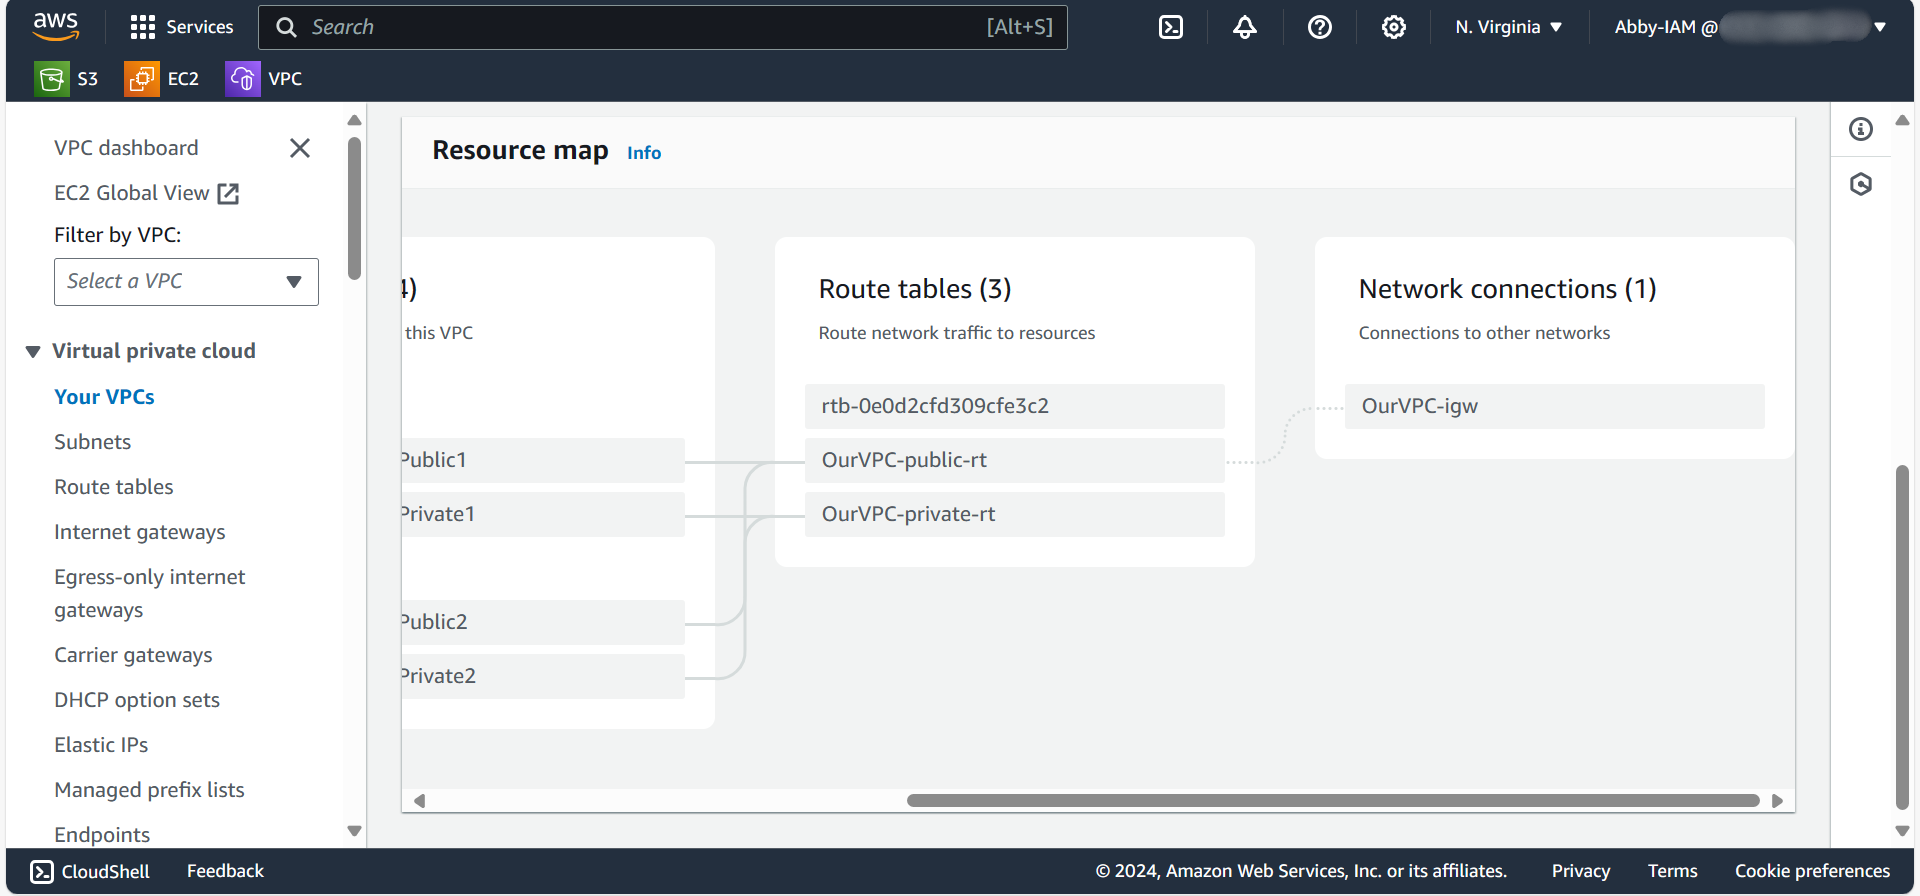 aws
Services
Search
[Alt+S]
N. Virginia
Abby-IAM @
S3
EC2
VPC
VPC dashboard
EC2 Global View
Filter by VPC:
Select a VPC
Virtual private cloud
Your VPCs
Subnets
Route tables
Internet gateways
Egress-only internet
gateways
Carrier gateways
DHCP option sets
Elastic IPs
Managed prefix lists
Endpoints
Resource map Info
4)
this VPC
Public1
Private1
Public2
Private2
Route tables (3)
Route network traffic to resources
rtb-0e0d2cfd309cfe3c2
OurVPC-public-rt
OurVPC-private-rt
Network connections (1)
Connections to other networks
OurVPC-igw
CloudShell
Feedback
© 2024, Amazon Web Services, Inc. or its affiliates.
Privacy
Terms
Cookie preferences